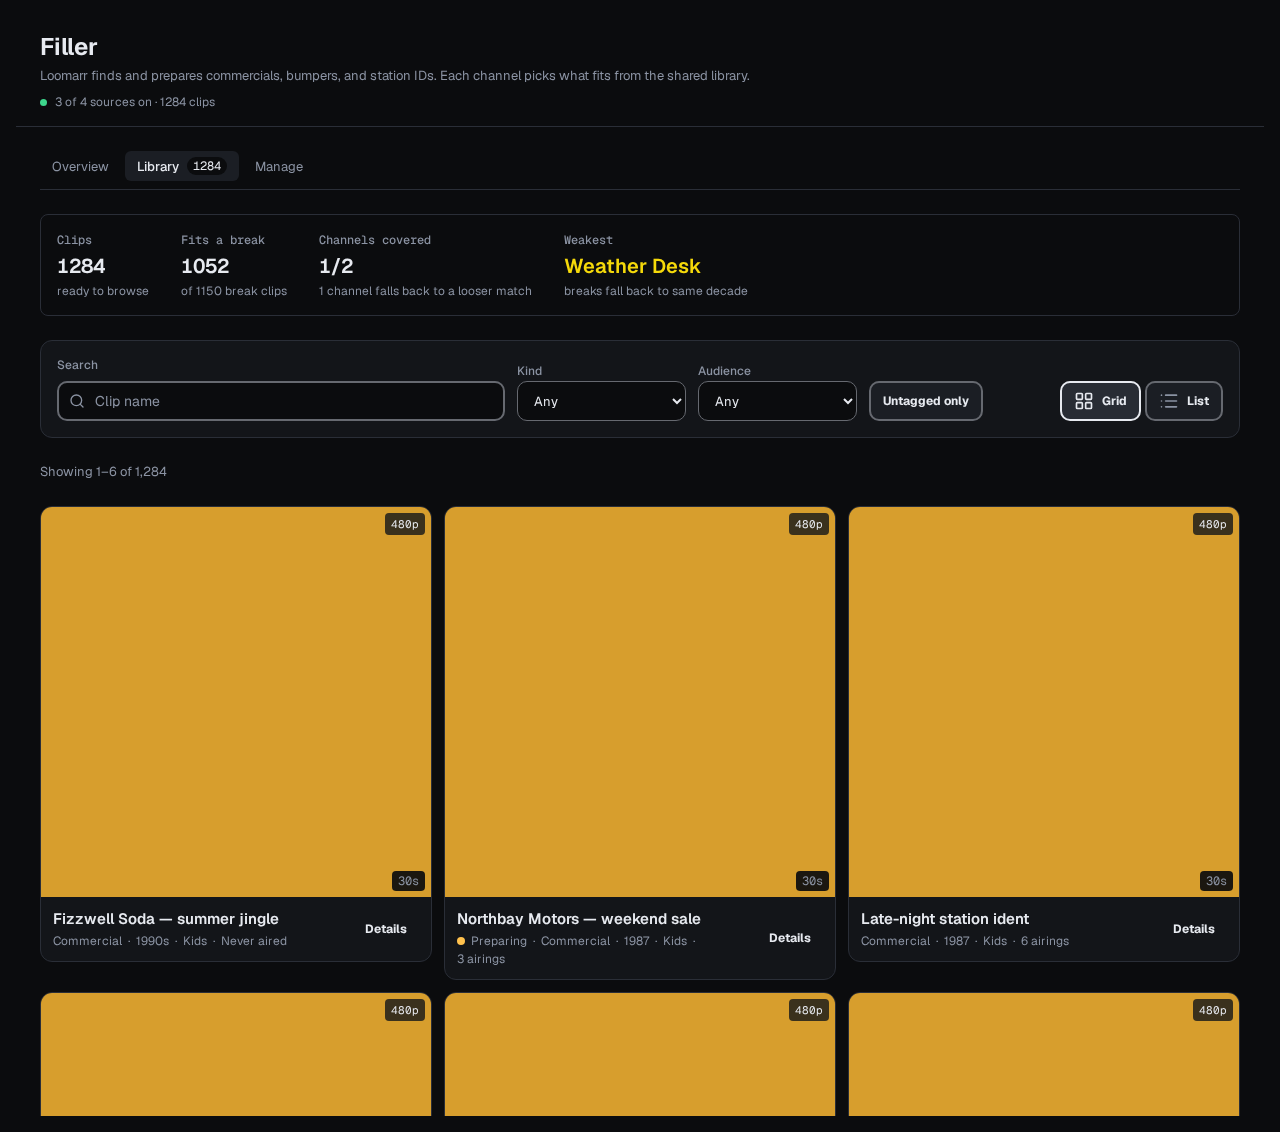 Filler
Loomarr finds and prepares commercials, bumpers, and station IDs. Each channel picks what fits from the shared library.
3 of 4 sources on · 1284 clips
Overview
Library 1284
Manage
Clips
1284
ready to browse
Fits a break
1052
of 1150 break clips
Channels covered
1/2
1 channel falls back to a looser match
Weakest
Weather Desk
breaks fall back to same decade
Search
Clip name
Kind
Any
Audience
Any
Untagged only
Grid
List
Showing 1–6 of 1,284
480p
30s
Fizzwell Soda — summer jingle
Commercial · 1990s · Kids · Never aired
Details
480p
30s
Northbay Motors — weekend sale
Preparing · Commercial · 1987 · Kids ·
3 airings
Details
480p
30s
Late-night station ident
Commercial · 1987 · Kids · 6 airings
Details
480p
480p
480p